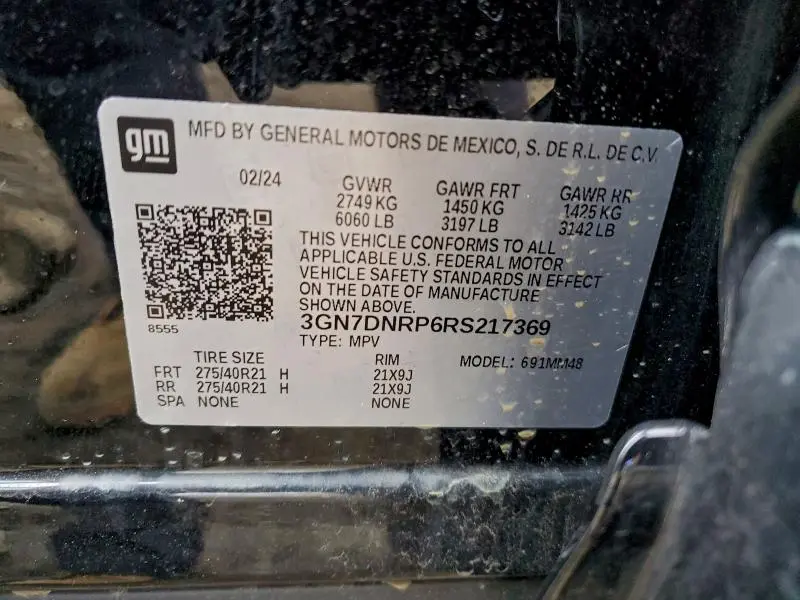 gm
MFD BY GENERAL MOTORS DE MEXICO, S. DE R.L. DE C.V.
02/24 GVWR GAWR FRT GAWR RR
2749 KG 1450 KG 1425 KG
6060 LB 3197 LB 3142 LB
THIS VEHICLE CONFORMS TO ALL
APPLICABLE U.S. FEDERAL MOTOR
VEHICLE SAFETY STANDARDS IN EFFECT
ON THE DATE OF MANUFACTURE
SHOWN ABOVE.
8555
3GN7DNRP6RS217369
TYPE: MPV
TIRE SIZE RIM MODEL: 691MM48
FRT 275/40R21 H 21X9J
RR 275/40R21 H 21X9J
SPA NONE NONE